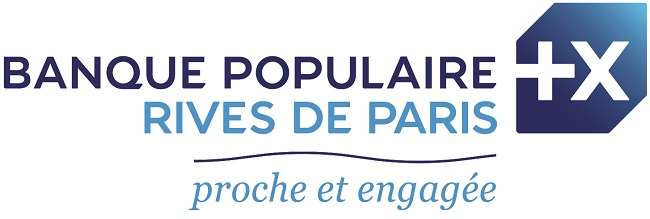 BANQUE POPULAIRE
RIVES DE PARIS
+X
proche et engagée